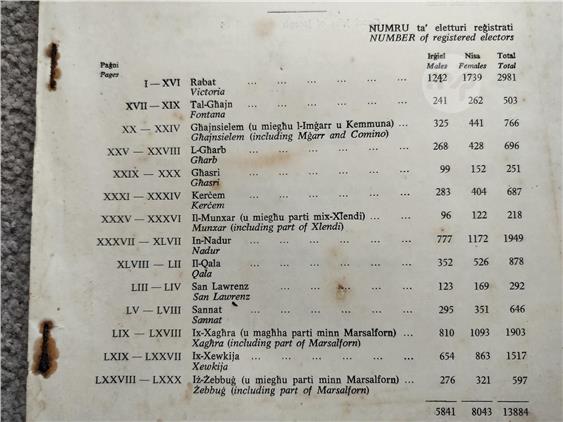 NUMRU ta' eletturi reġistrati
NUMBER of registered electors
Paġni Irġiel Nisa Total
Pages Males Females Total
I — XVI Rabat ... ... ... ... ... 1242 1739 2981
Victoria
XVII — XIX Tal-Għajn ... ... ... ... 241 262 503
Fontana
XX — XXIV Għajnsielem (u miegħu l-Imġarr u Kemmuna) ... 325 441 766
Għajnsielem (including Mġarr and Comino)
XXV — XXVIII L-Għarb ... ... ... ... 268 428 696
Għarb
XXIX — XXX Għasri ... ... ... ... ... 99 152 251
Għasri
XXXI — XXXIV Kerċem ... ... ... ... 283 404 687
Kerċem
XXXV — XXXVI Il-Munxar (u miegħu parti mix-Xlendi) ... ... 96 122 218
Munxar (including part of Xlendi)
XXXVII — XLVII In-Nadur ... ... ... ... 777 1172 1949
Nadur
XLVIII — LII Il-Qala ... ... ... ... ... 352 526 878
Qala
LIII — LIV San Lawrenz ... ... ... ... 123 169 292
San Lawrenz
LV — LVIII Sannat ... ... ... ... ... 295 351 646
Sannat
LIX — LXVIII Ix-Xagħra (u magħha parti minn Marsalforn) ... 810 1093 1903
Xagħra (including part of Marsalforn)
LXIX — LXXVII Ix-Xewkija ... ... ... ... 654 863 1517
Xewkija
LXXVIII — LXXX Iż-Żebbuġ (u miegħu parti minn Marsalforn) ... 276 321 597
Żebbuġ (including part of Marsalforn)
5841 8043 13884